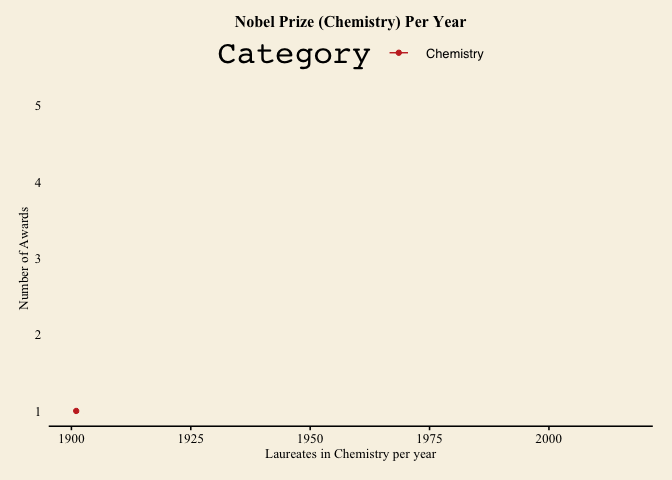 Nobel Prize (Chemistry) Per Year
Category Chemistry
5
4
3
2
1
Number of Awards
1900 1925 1950 1975 2000
Laureates in Chemistry per year